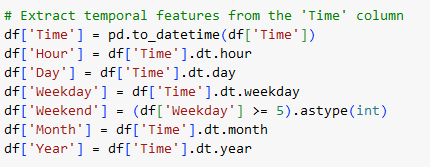 # Extract temporal features from the 'Time' column
df['Time'] = pd.to_datetime(df['Time'])
df['Hour'] = df['Time'].dt.hour
df['Day'] = df['Time'].dt.day
df['Weekday'] = df['Time'].dt.weekday
df['Weekend'] = (df['Weekday'] >= 5).astype(int)
df['Month'] = df['Time'].dt.month
df['Year'] = df['Time'].dt.year